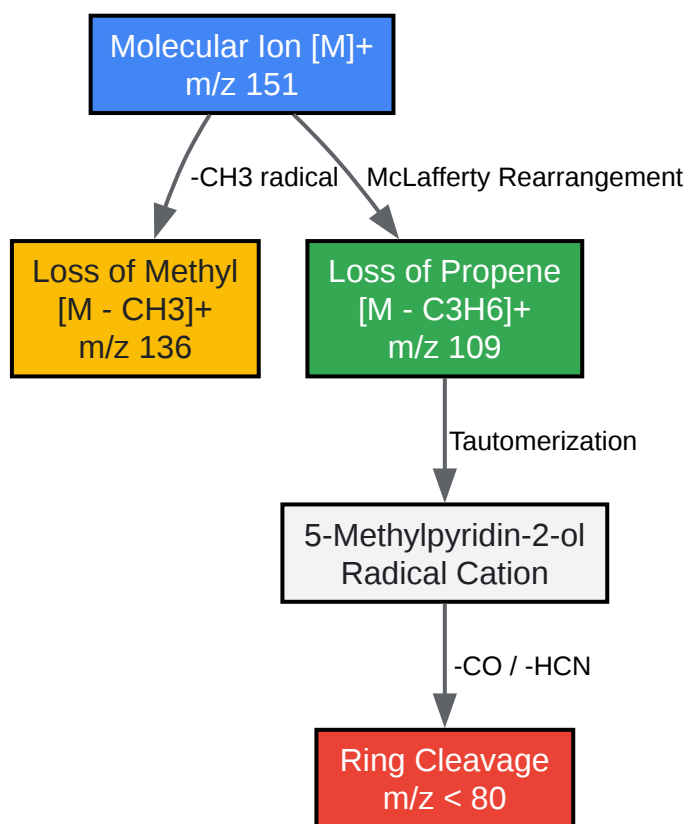 Molecular Ion [M]+
m/z 151
-CH3 radical
McLafferty Rearrangement
Loss of Methyl
[M - CH3]+
m/z 136
Loss of Propene
[M - C3H6]+
m/z 109
Tautomerization
5-Methylpyridin-2-ol
Radical Cation
-CO / -HCN
Ring Cleavage
m/z < 80